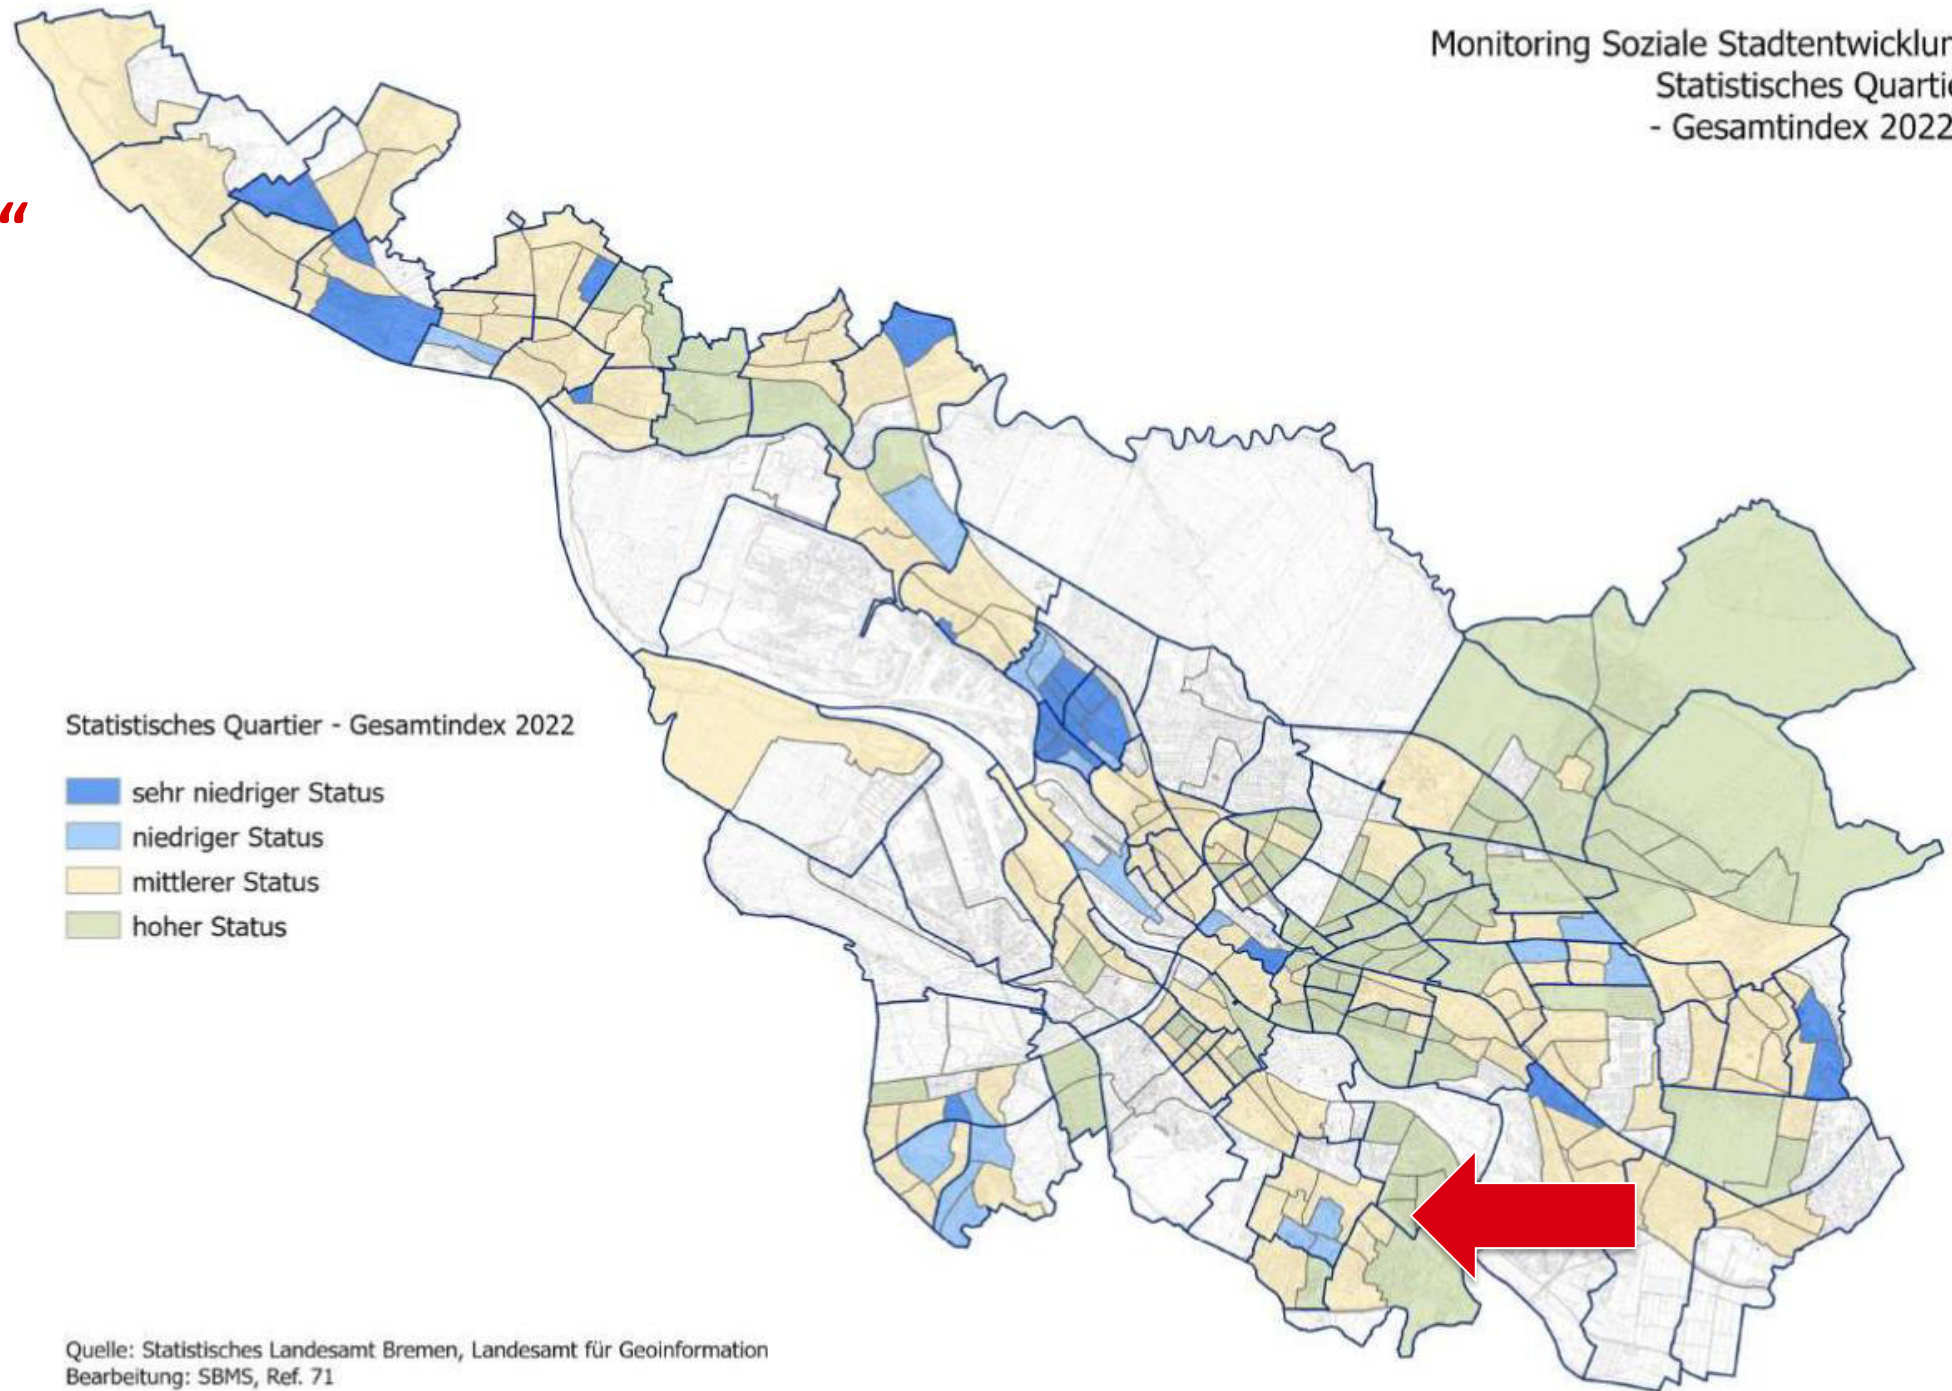 Monitoring Soziale Stadtentwicklun
Statistisches Quartie
- Gesamtindex 2022
“
Statistisches Quartier - Gesamtindex 2022
sehr niedriger Status
niedriger Status
mittlerer Status
hoher Status
Quelle: Statistisches Landesamt Bremen, Landesamt für Geoinformation
Bearbeitung: SBMS, Ref. 71